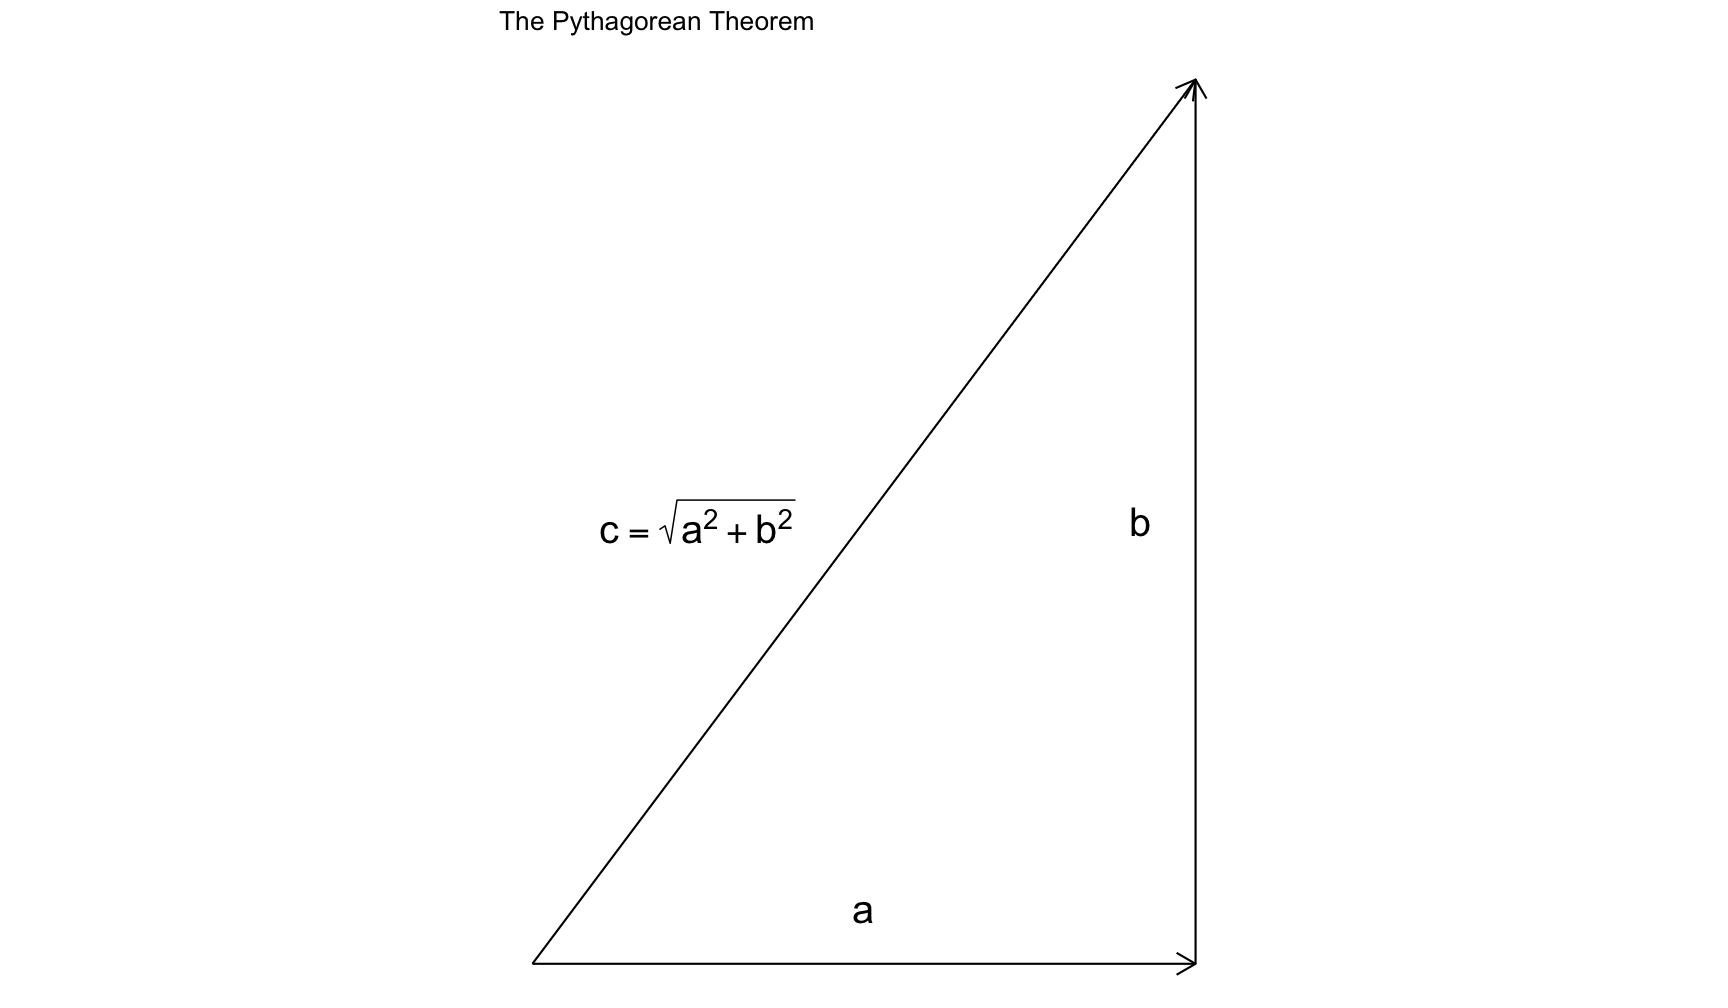 The Pythagorean Theorem
c = √a² + b²
b
a